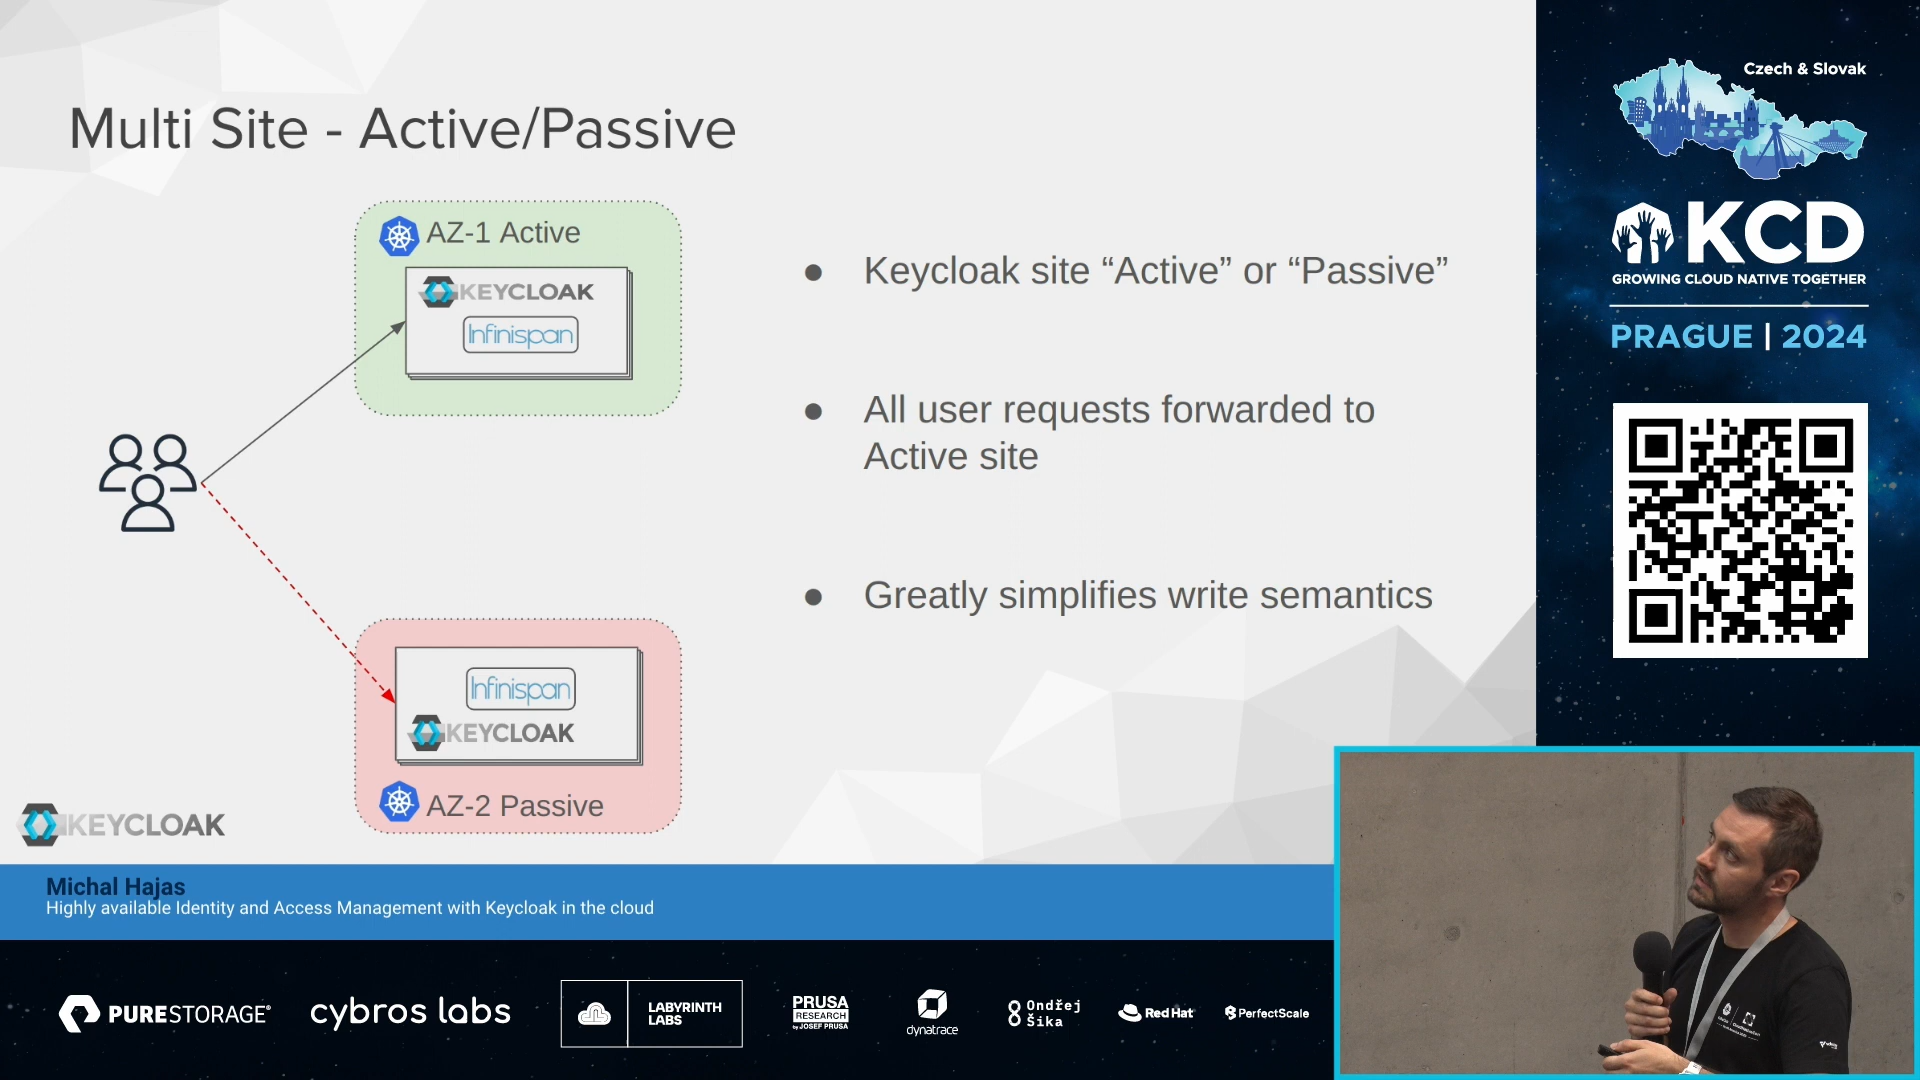 Multi Site - Active/Passive
AZ-1 Active
KEYCLOAK
Infinispan
Infinispan
KEYCLOAK
AZ-2 Passive
● Keycloak site “Active” or “Passive”
● All user requests forwarded to
Active site
● Greatly simplifies write semantics
KEYCLOAK
Czech & Slovak
KCD
GROWING CLOUD NATIVE TOGETHER
PRAGUE | 2024
Michal Hajas
Highly available Identity and Access Management with Keycloak in the cloud
PURESTORAGE®
cybros labs
LABYRINTH
LABS
PRUSA
RESEARCH
by JOSEF PRUSA
dynatrace
Ondřej
Šika
Red Hat
PerfectScale